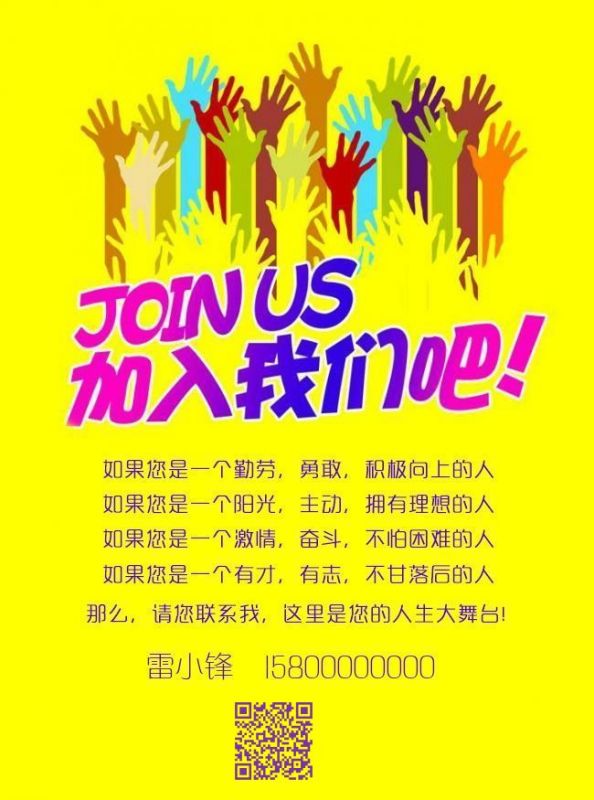 JOIN US
加入我们吧!
如果您是一个勤劳，勇敢，积极向上的人
如果您是一个阳光，主动，拥有理想的人
如果您是一个激情，奋斗，不怕困难的人
如果您是一个有才，有志，不甘落后的人
那么，请您联系我，这里是您的人生大舞台!
雷小锋 15800000000